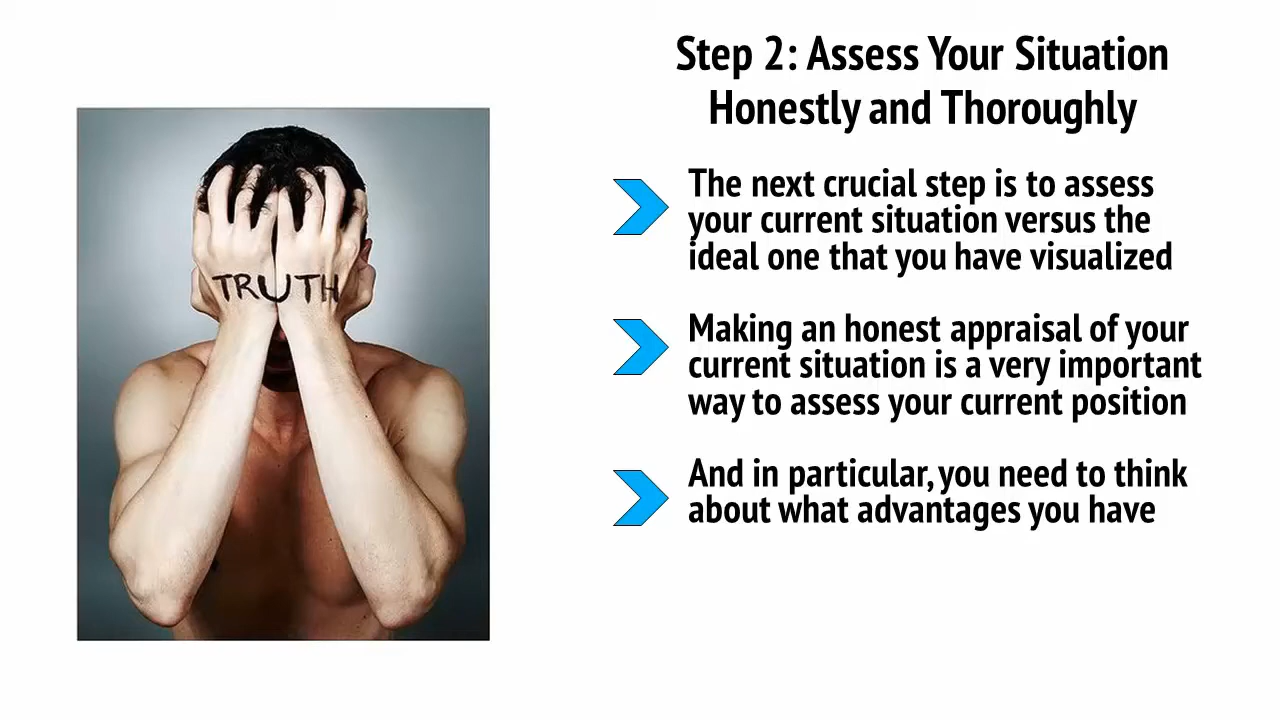 Step 2: Assess Your Situation
Honestly and Thoroughly
The next crucial step is to assess
your current situation versus the
ideal one that you have visualized
Making an honest appraisal of your
current situation is a very important
way to assess your current position
And in particular, you need to think
about what advantages you have
TRUTH